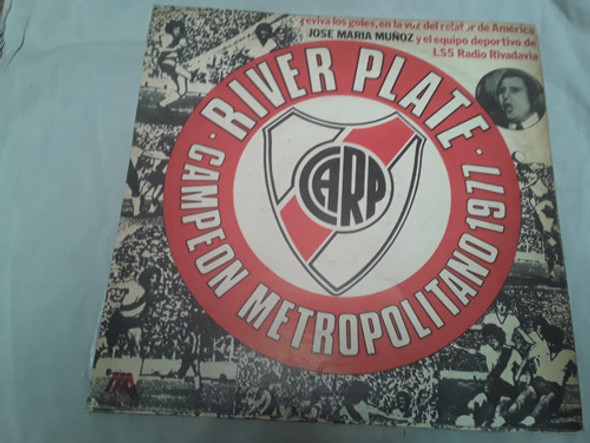 reviva los goles, en la voz del relator de América
JOSE MARIA MUÑOZ y el equipo deportivo de
LS5 Radio Rivadavia
RIVER PLATE
CARP
· CAMPEON METROPOLITANO 1977 ·